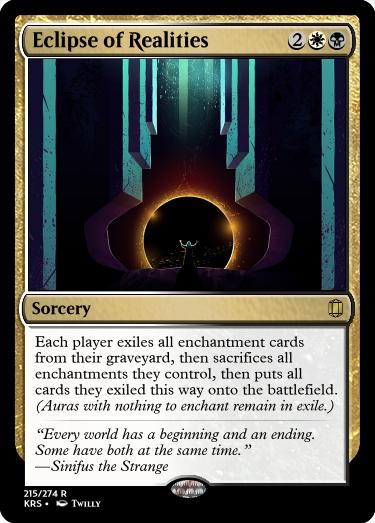 Eclipse of Realities 2
Sorcery
Each player exiles all enchantment cards
from their graveyard, then sacrifices all
enchantments they control, then puts all
cards they exiled this way onto the battlefield.
(Auras with nothing to enchant remain in exile.)
“Every world has a beginning and an ending.
Some have both at the same time.”
—Sinifus the Strange
215/274 R
KRS • Twilly